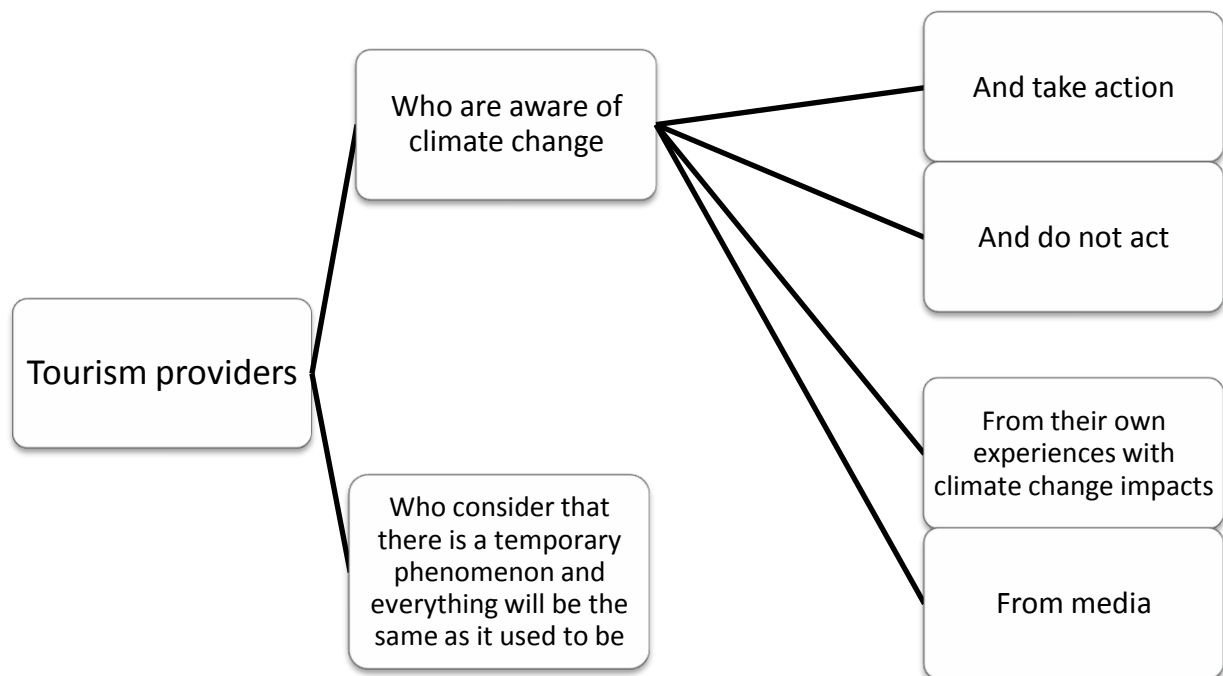 Tourism providers
Who are aware of
climate change
Who consider that
there is a temporary
phenomenon and
everything will be the
same as it used to be
And take action
And do not act
From their own
experiences with
climate change impacts
From media